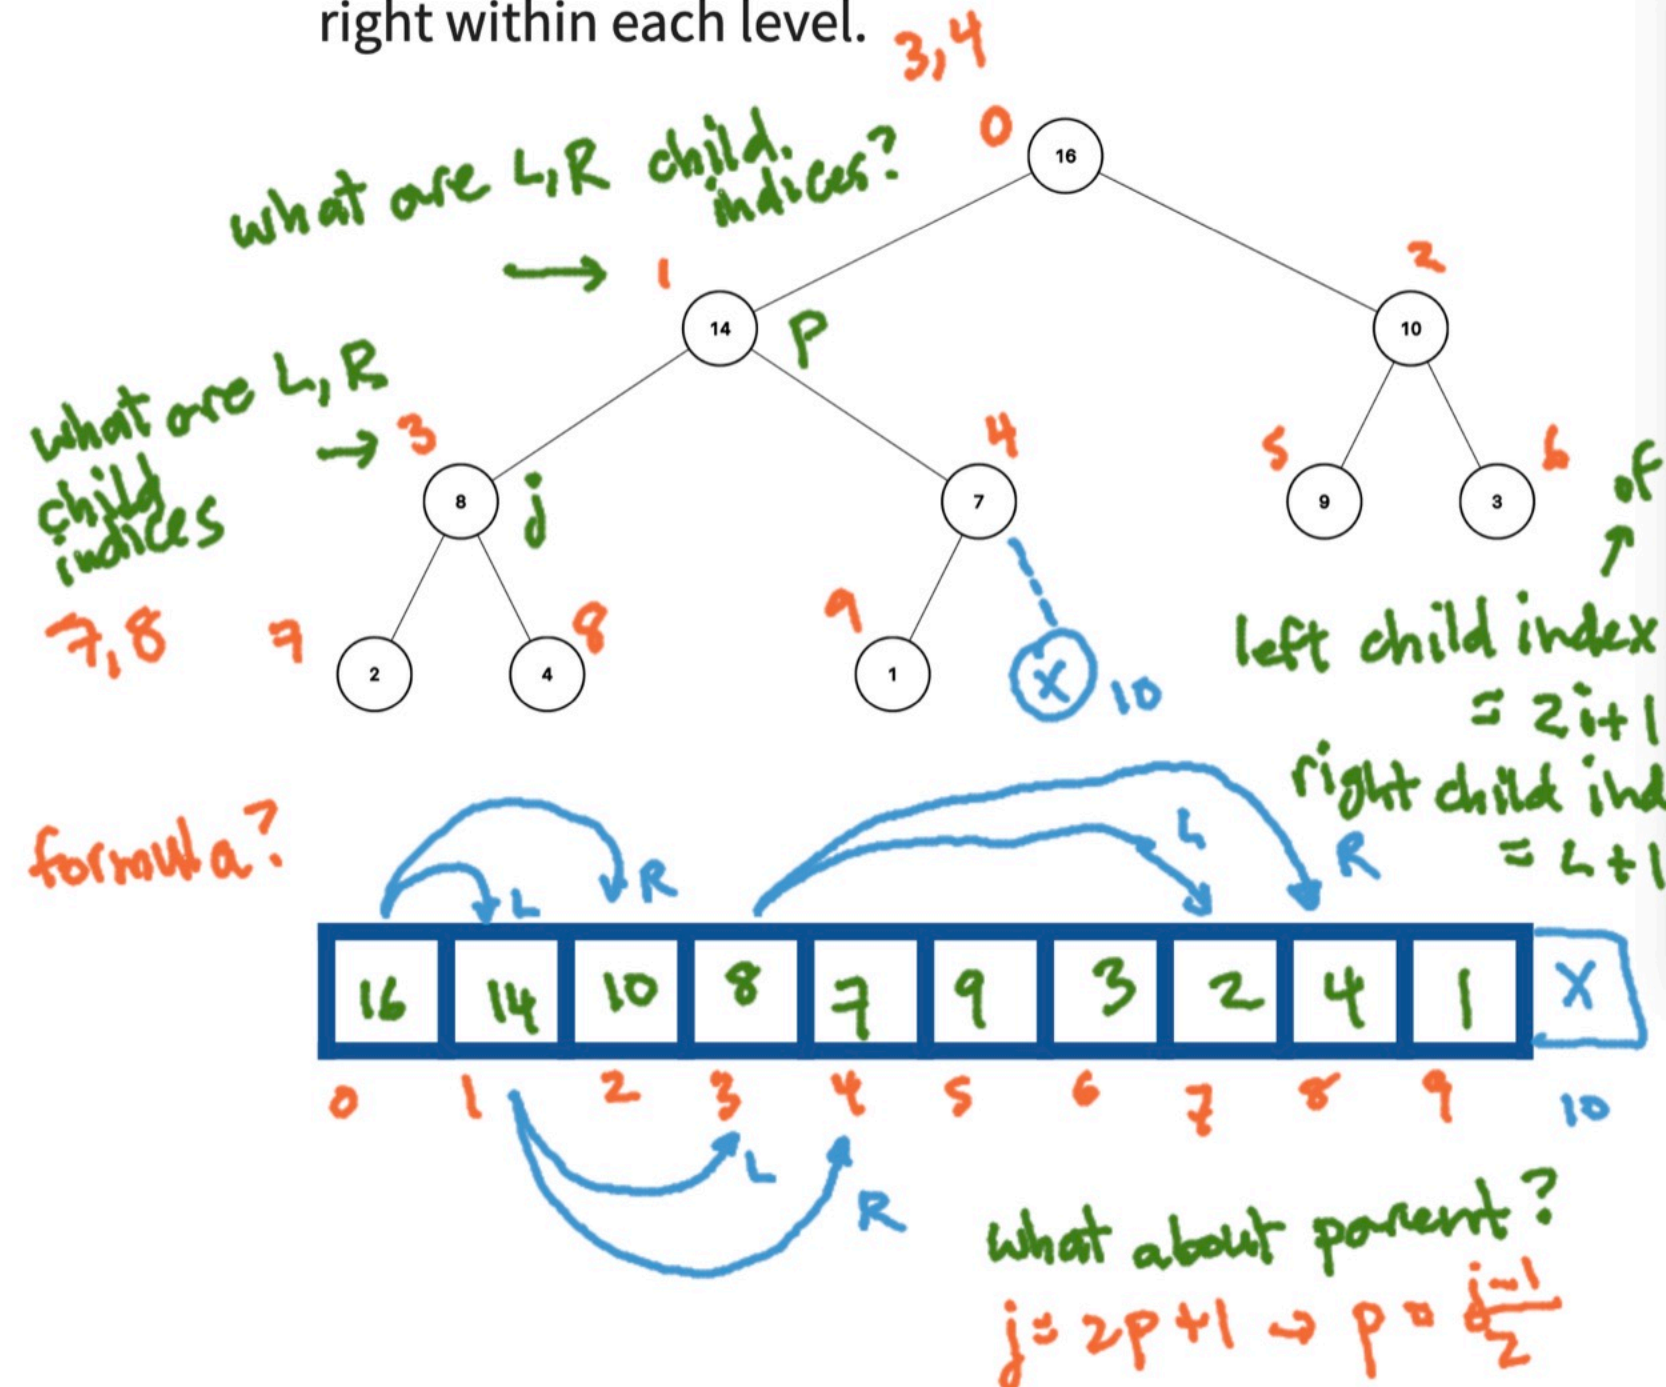 right within each level.
3,4
0
16
what are L,R child
indices?
1
2
14
P
10
what are L,R
child
indices
3
4
5
6
of
8
j
7
9
3
7,8
7
8
9
2
4
1
X
10
left child index
= 2i+1
right child ind
= L+1
formula?
L
R
L
R
16 14 10 8 7 9 3 2 4 1 X
0 1 2 3 4 5 6 7 8 9 10
L
R
what about parent?
j = 2p+1 → p = j-1
2